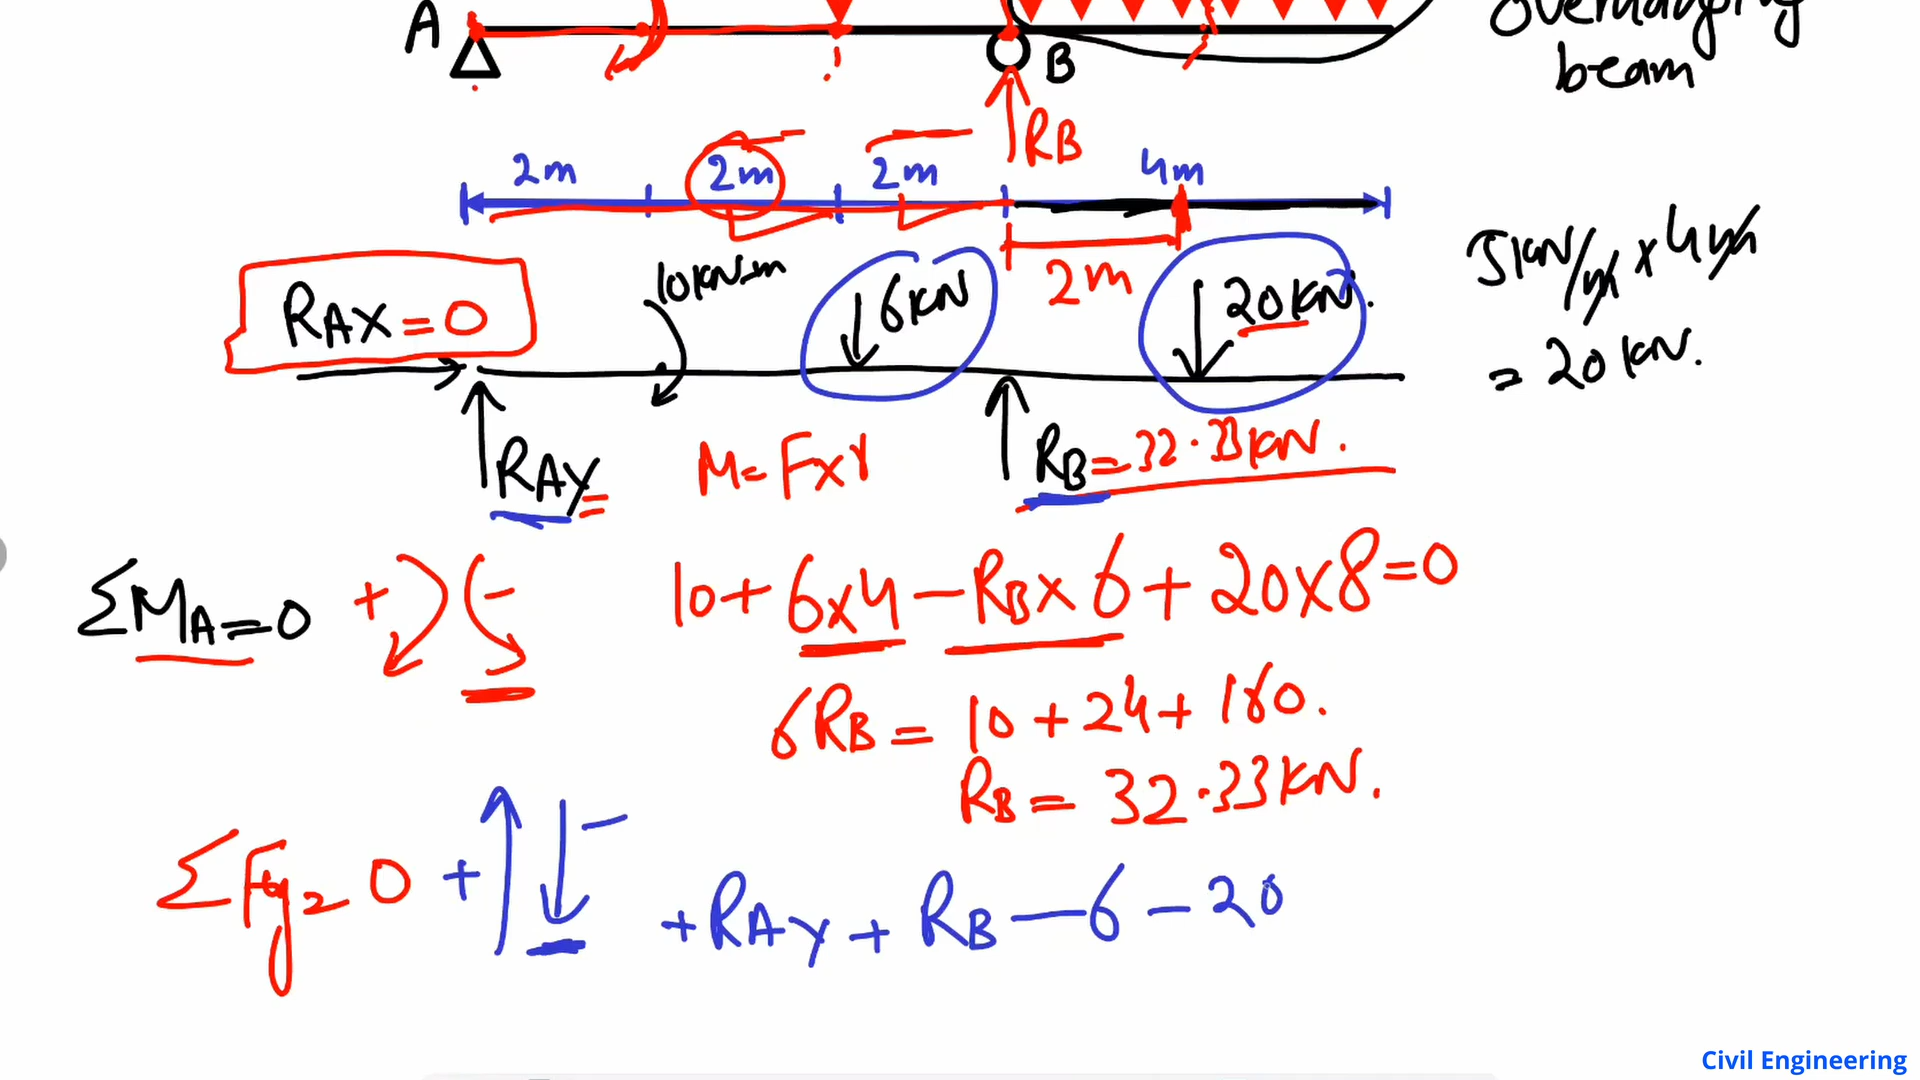 overhanging
beam
A
B
RB
2m 2m 2m 4m
2m
5kN/m x 4m
= 20kN.
RAX = 0
10kN-m
6kN
20kN.
RAY =
M = Fxr
RB = 32.33kN.
ΣMA = 0 + -
10 + 6x4 - RB x 6 + 20x8 = 0
6RB = 10 + 24 + 160.
RB = 32.33kN.
ΣFy = 0 + -
+RAY + RB - 6 - 20
Civil Engineering